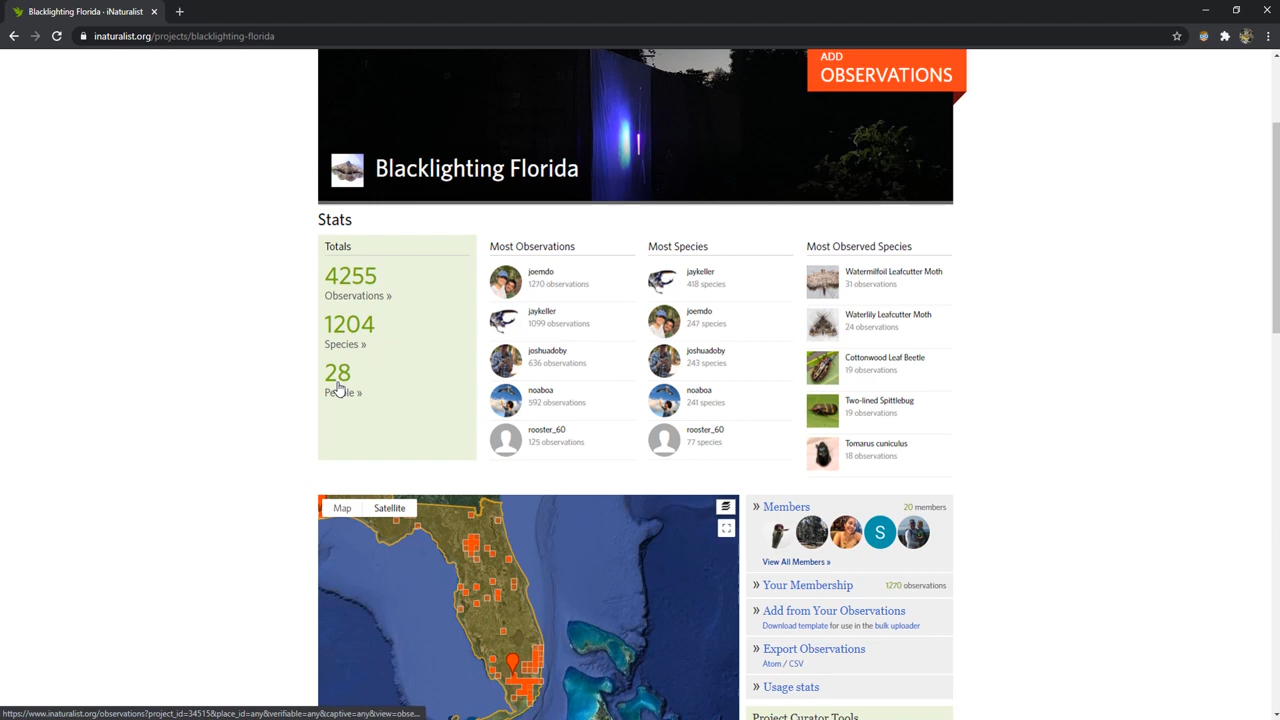 Blacklighting Florida · iNaturalist
inaturalist.org/projects/blacklighting-florida
ADD
OBSERVATIONS
Blacklighting Florida
Stats
Totals
4255
Observations »
1204
Species »
28
People »
Most Observations
joemdo
1270 observations
jaykeller
1099 observations
joshuadoby
636 observations
noaboa
592 observations
rooster_60
125 observations
Most Species
jaykeller
418 species
joemdo
247 species
joshuadoby
243 species
noaboa
241 species
rooster_60
77 species
Most Observed Species
Watermilfoil Leafcutter Moth
31 observations
Waterlily Leafcutter Moth
24 observations
Cottonwood Leaf Beetle
19 observations
Two-lined Spittlebug
19 observations
Tomarus cuniculus
18 observations
Map Satellite
» Members 20 members
S
View All Members »
» Your Membership 1270 observations
» Add from Your Observations
Download template for use in the bulk uploader
» Export Observations
Atom / CSV
» Usage stats
Project Curator Tools
https://www.inaturalist.org/observations?project_id=34515&place_id=any&verifiable=any&captive=any&view=obse...